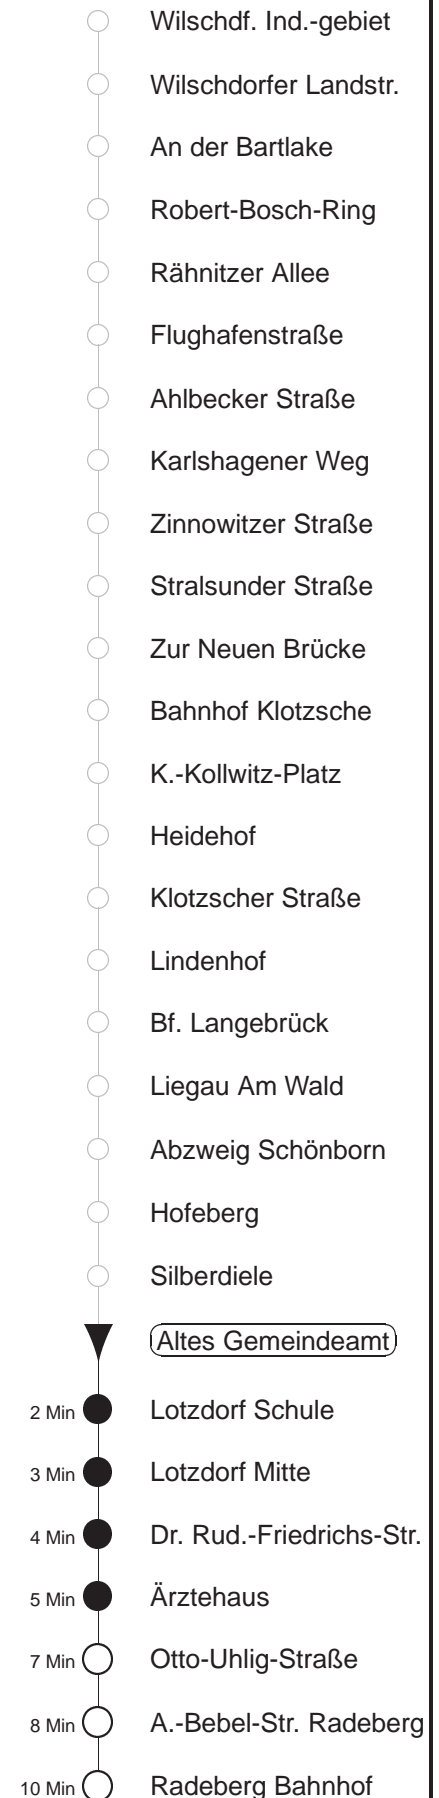 Wilschdf. Ind.-gebiet
Wilschdorfer Landstr.
An der Bartlake
Robert-Bosch-Ring
Rähnitzer Allee
Flughafenstraße
Ahlbecker Straße
Karlshagener Weg
Zinnowitzer Straße
Stralsunder Straße
Zur Neuen Brücke
Bahnhof Klotzsche
K.-Kollwitz-Platz
Heidehof
Klotzscher Straße
Lindenhof
Bf. Langebrück
Liegau Am Wald
Abzweig Schönborn
Hofeberg
Silberdiele
Altes Gemeindeamt
2 Min Lotzdorf Schule
3 Min Lotzdorf Mitte
4 Min Dr. Rud.-Friedrichs-Str.
5 Min Ärztehaus
7 Min Otto-Uhlig-Straße
8 Min A.-Bebel-Str. Radeberg
10 Min Radeberg Bahnhof